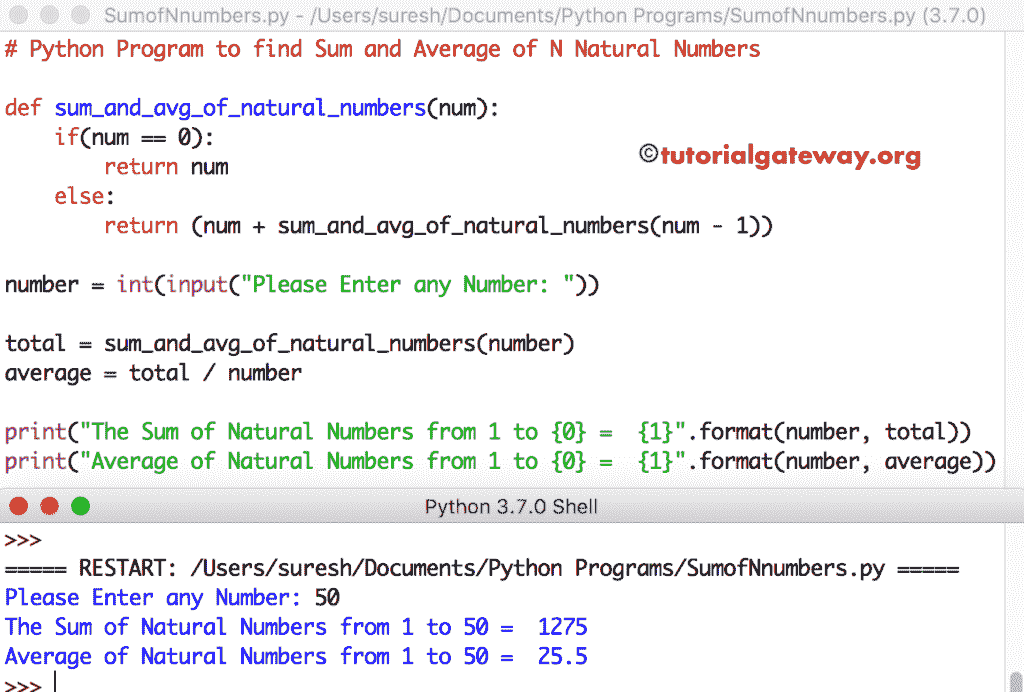 SumofNnumbers.py - /Users/suresh/Documents/Python Programs/SumofNnumbers.py (3.7.0)
# Python Program to find Sum and Average of N Natural Numbers
def sum_and_avg_of_natural_numbers(num):
    if(num == 0):
        return num
©tutorialgateway.org
    else:
        return (num + sum_and_avg_of_natural_numbers(num - 1))
number = int(input("Please Enter any Number: "))
total = sum_and_avg_of_natural_numbers(number)
average = total / number
print("The Sum of Natural Numbers from 1 to {0} =  {1}".format(number, total))
print("Average of Natural Numbers from 1 to {0} =  {1}".format(number, average))
Python 3.7.0 Shell
>>>
===== RESTART: /Users/suresh/Documents/Python Programs/SumofNnumbers.py =====
Please Enter any Number: 50
The Sum of Natural Numbers from 1 to 50 =  1275
Average of Natural Numbers from 1 to 50 =  25.5
>>>